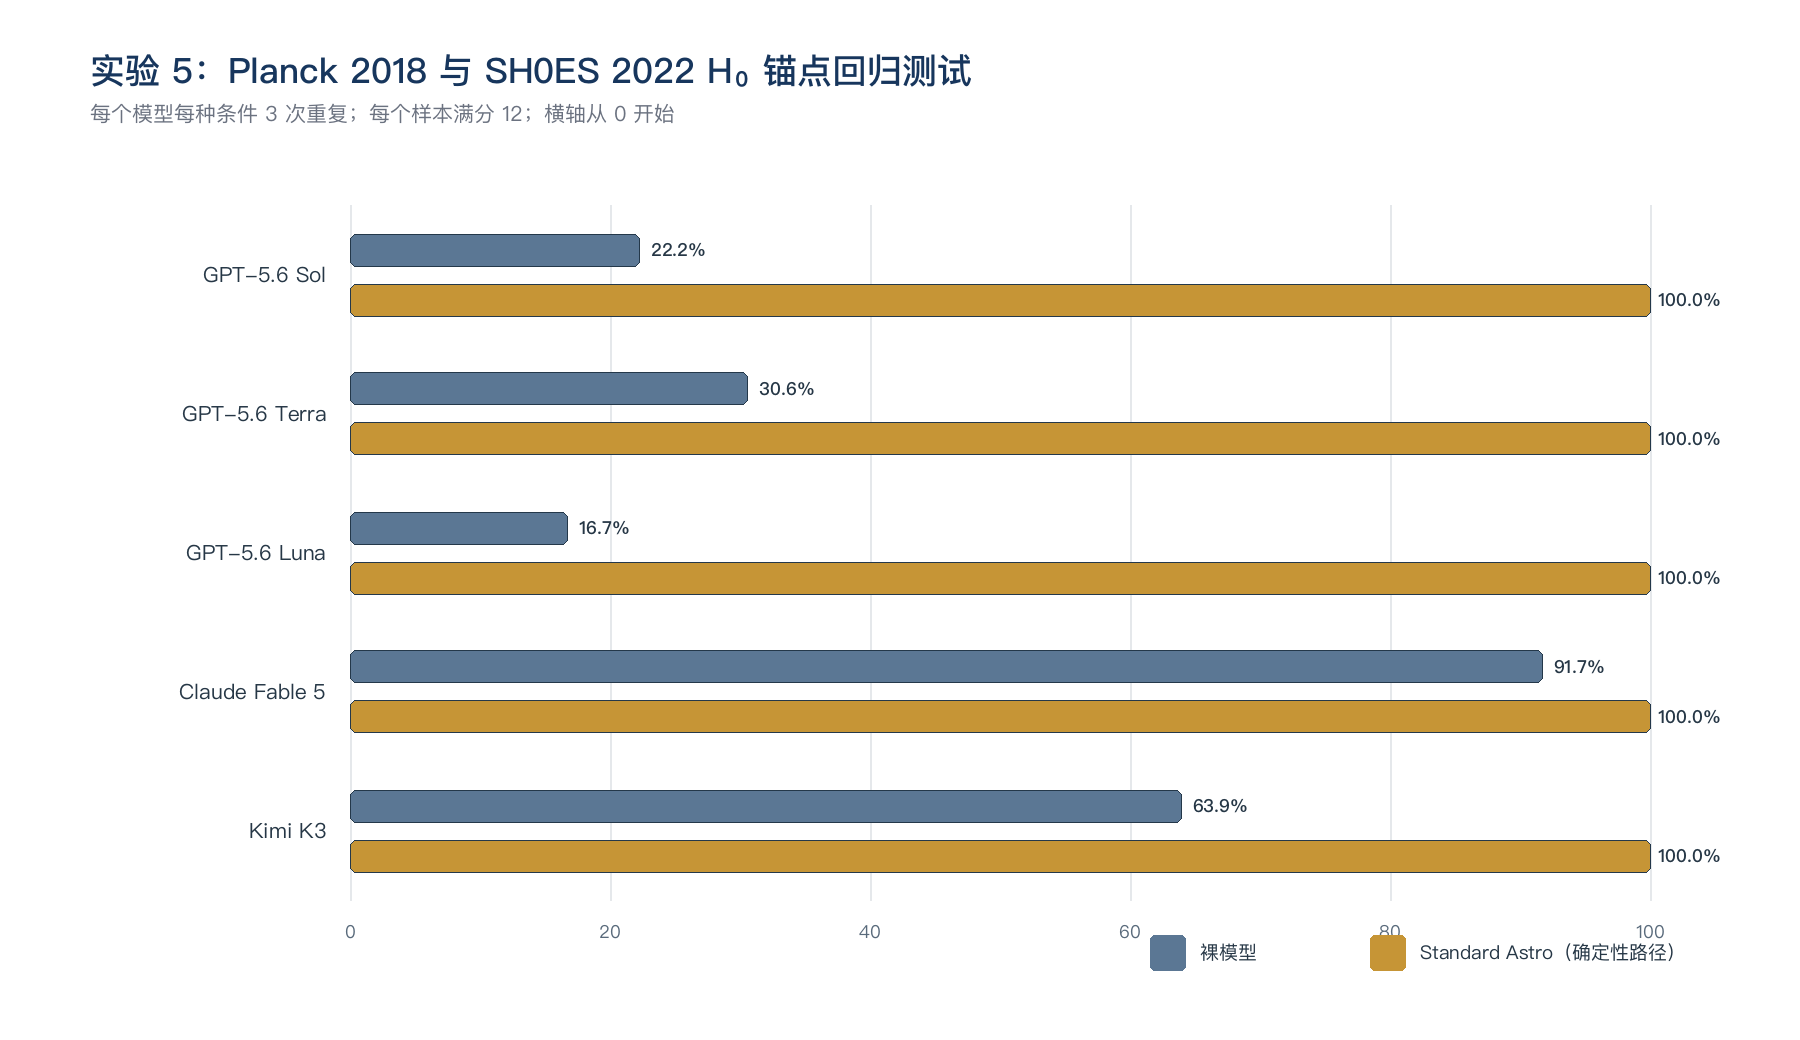 实验 5：Planck 2018 与 SH0ES 2022 H₀ 锚点回归测试
每个模型每种条件 3 次重复；每个样本满分 12；横轴从 0 开始
22.2%
GPT–5.6 Sol
100.0%
30.6%
GPT–5.6 Terra
100.0%
16.7%
GPT–5.6 Luna
100.0%
91.7%
Claude Fable 5
100.0%
63.9%
Kimi K3
100.0%
0 20 40 60 80 100
裸模型 Standard Astro（确定性路径）